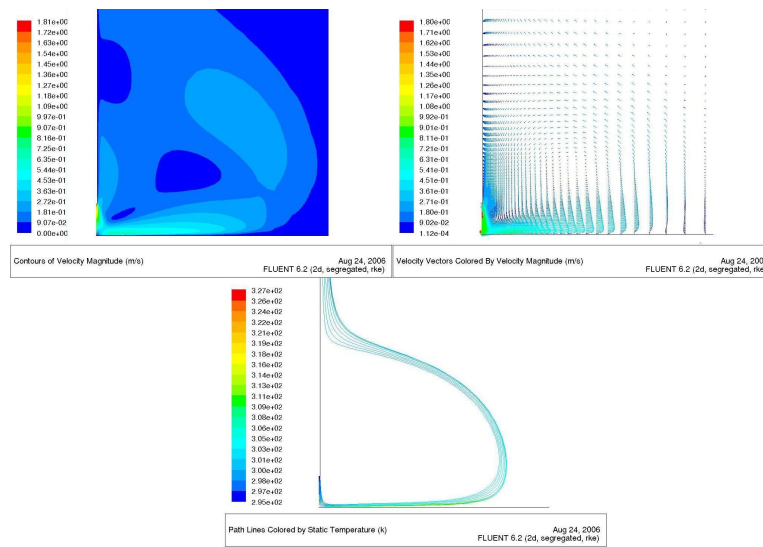 1.81e+00
1.72e+00
1.63e+00
1.54e+00
1.45e+00
1.36e+00
1.27e+00
1.18e+00
1.09e+00
9.97e-01
9.07e-01
8.16e-01
7.25e-01
6.35e-01
5.44e-01
4.53e-01
3.63e-01
2.72e-01
1.81e-01
9.07e-02
0.00e+00
Contours of Velocity Magnitude (m/s)
Aug 24, 2006
FLUENT 6.2 (2d, segregated, rke)
1.80e+00
1.71e+00
1.62e+00
1.53e+00
1.44e+00
1.35e+00
1.26e+00
1.17e+00
1.08e+00
9.92e-01
9.01e-01
8.11e-01
7.21e-01
6.31e-01
5.41e-01
4.51e-01
3.61e-01
2.71e-01
1.80e-01
9.02e-02
1.12e-04
Velocity Vectors Colored By Velocity Magnitude (m/s)
Aug 24, 200
FLUENT 6.2 (2d, segregated, rke
3.27e+02
3.26e+02
3.24e+02
3.22e+02
3.21e+02
3.19e+02
3.18e+02
3.16e+02
3.14e+02
3.13e+02
3.11e+02
3.09e+02
3.08e+02
3.06e+02
3.05e+02
3.03e+02
3.01e+02
3.00e+02
2.98e+02
2.97e+02
2.95e+02
Path Lines Colored by Static Temperature (k)
Aug 24, 2006
FLUENT 6.2 (2d, segregated, rke)